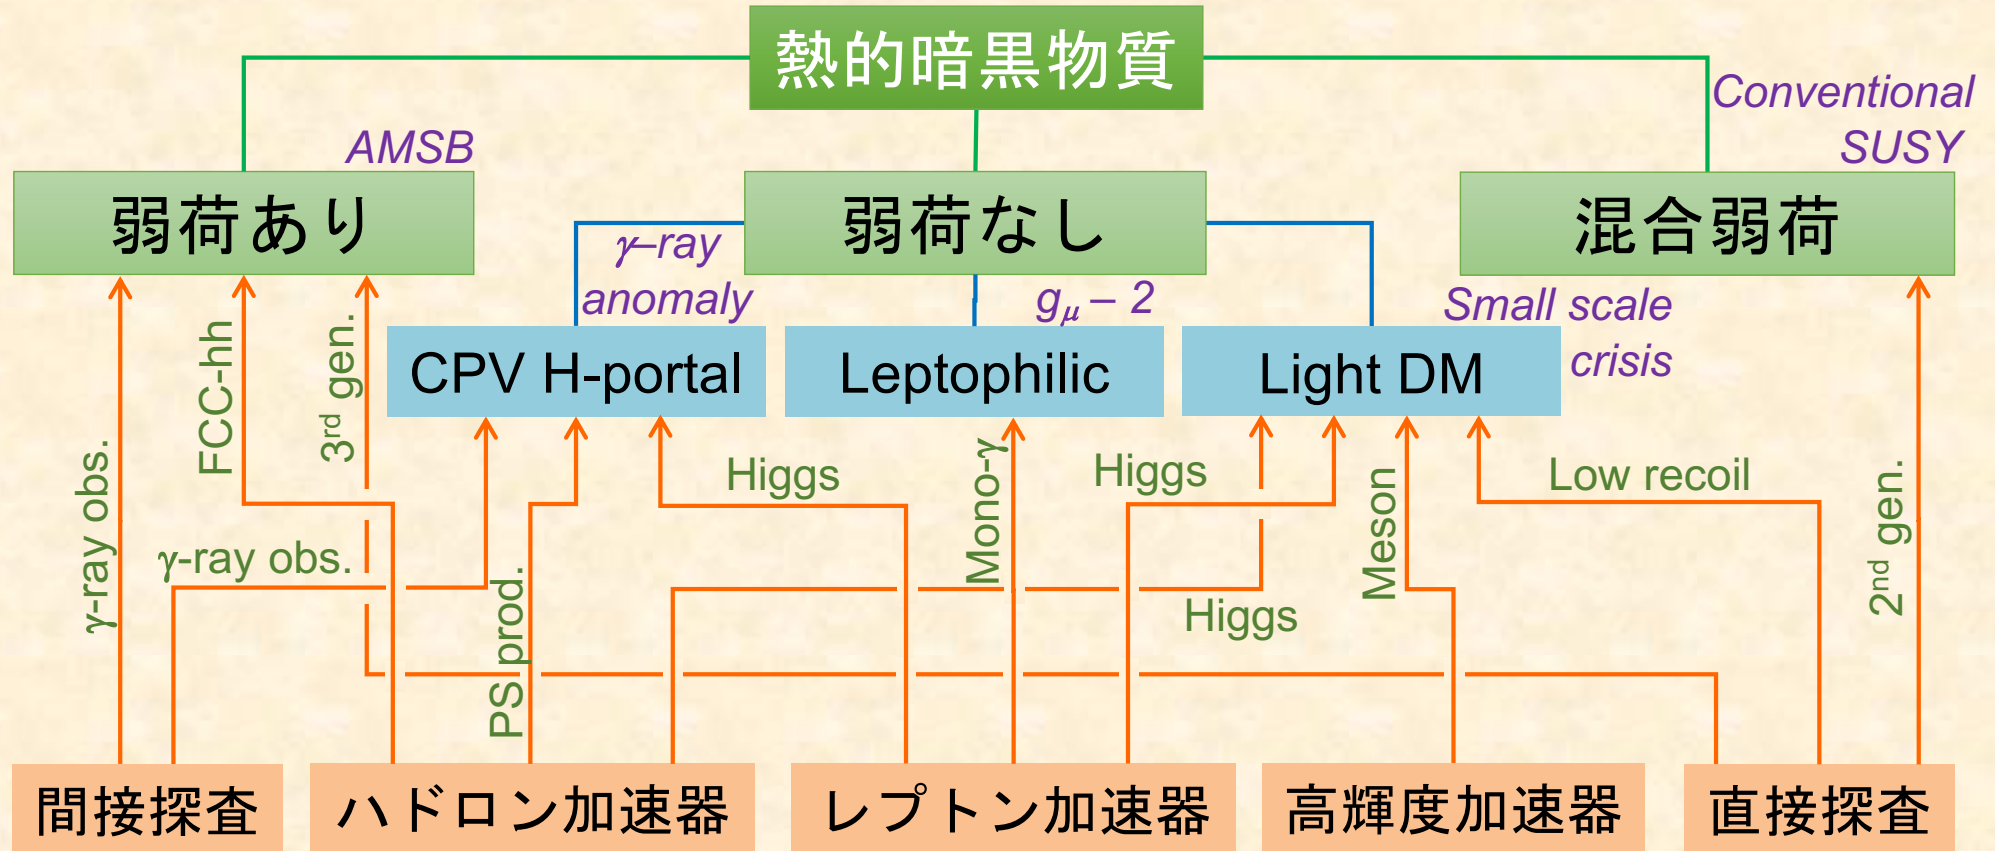 熱的暗黒物質
Conventional
SUSY
AMSB
弱荷あり
弱荷なし
混合弱荷
γ–ray
anomaly
gμ – 2
Small scale
crisis
CPV H-portal
Leptophilic
Light DM
γ-ray obs.
FCC-hh
3rd gen.
γ-ray obs.
PS prod.
Higgs
Mono-γ
Higgs
Higgs
Meson
Low recoil
2nd gen.
間接探査
ハドロン加速器
レプトン加速器
高輝度加速器
直接探査